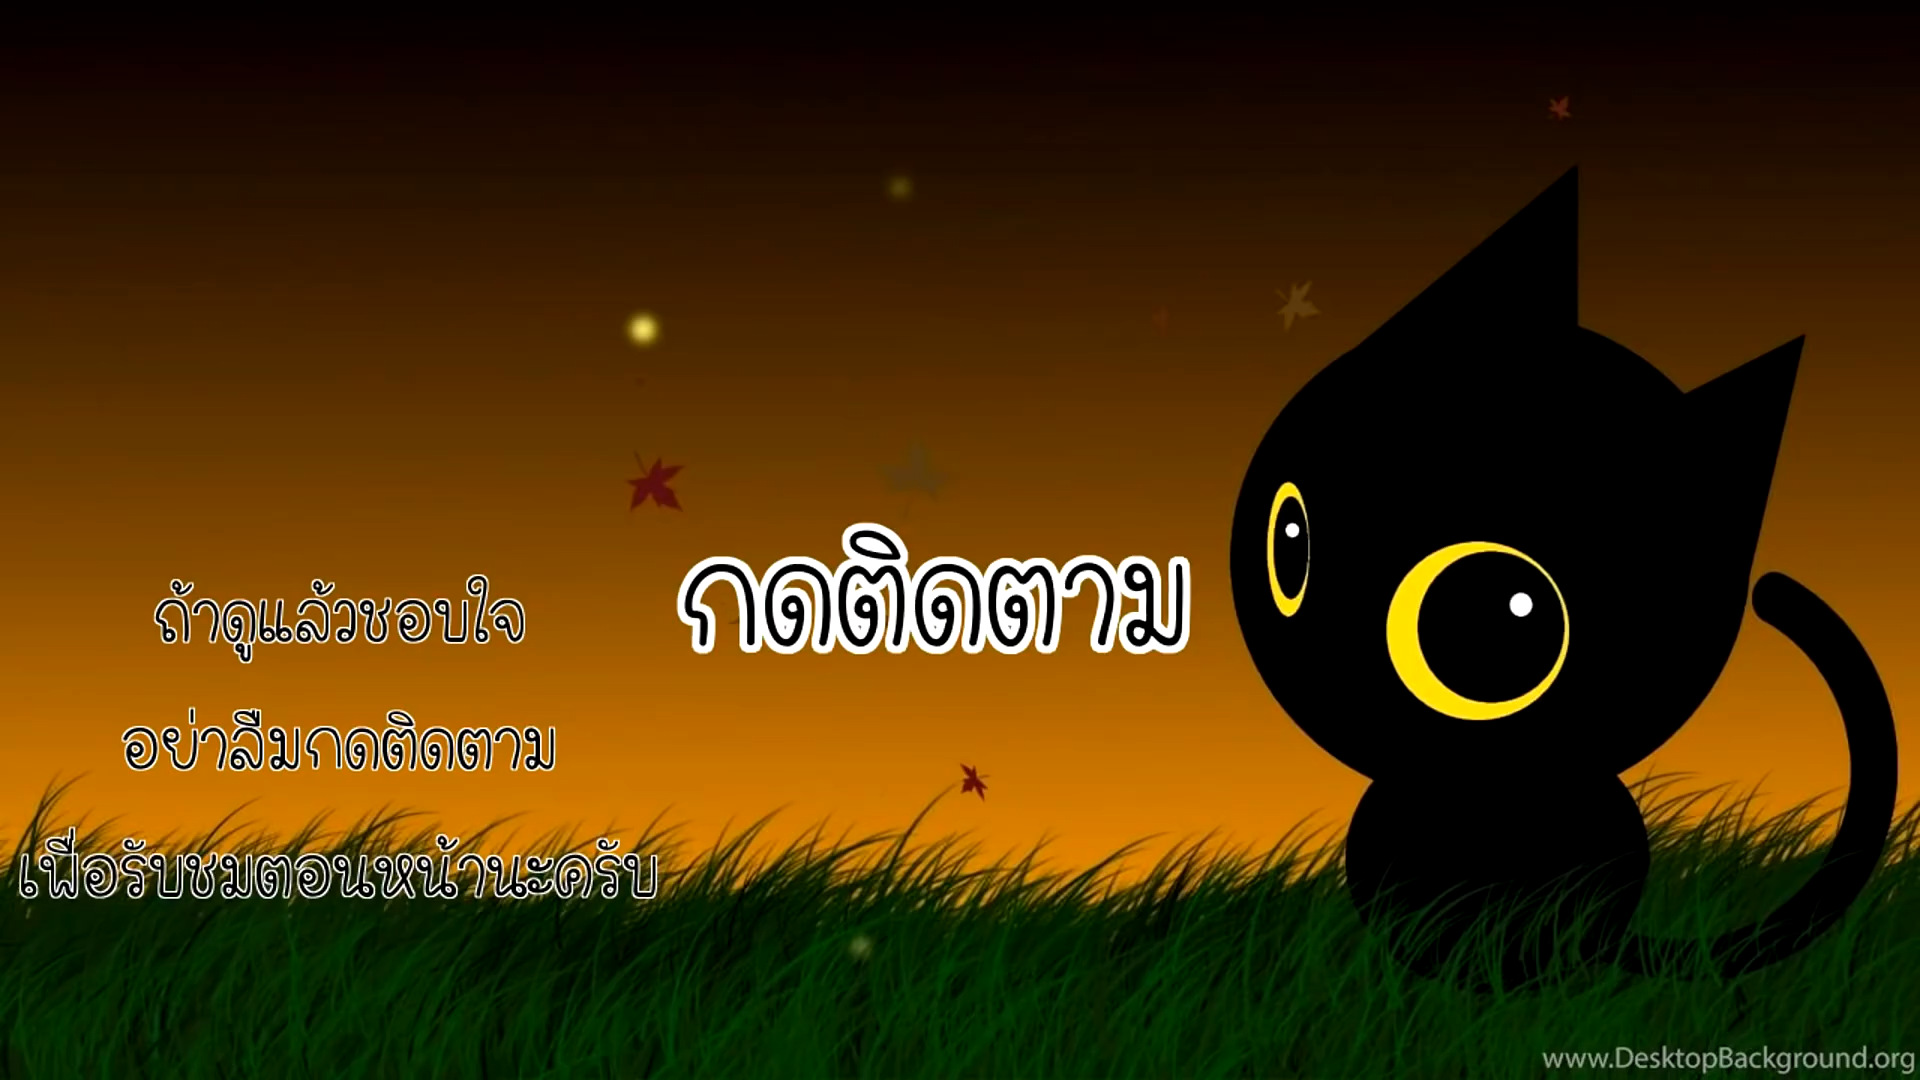 กดติดตาม
ถ้าดูแล้วชอบใจ
อย่าลืมกดติดตาม
เพื่อรับชมตอนหน้านะครับ
www.DesktopBackground.org